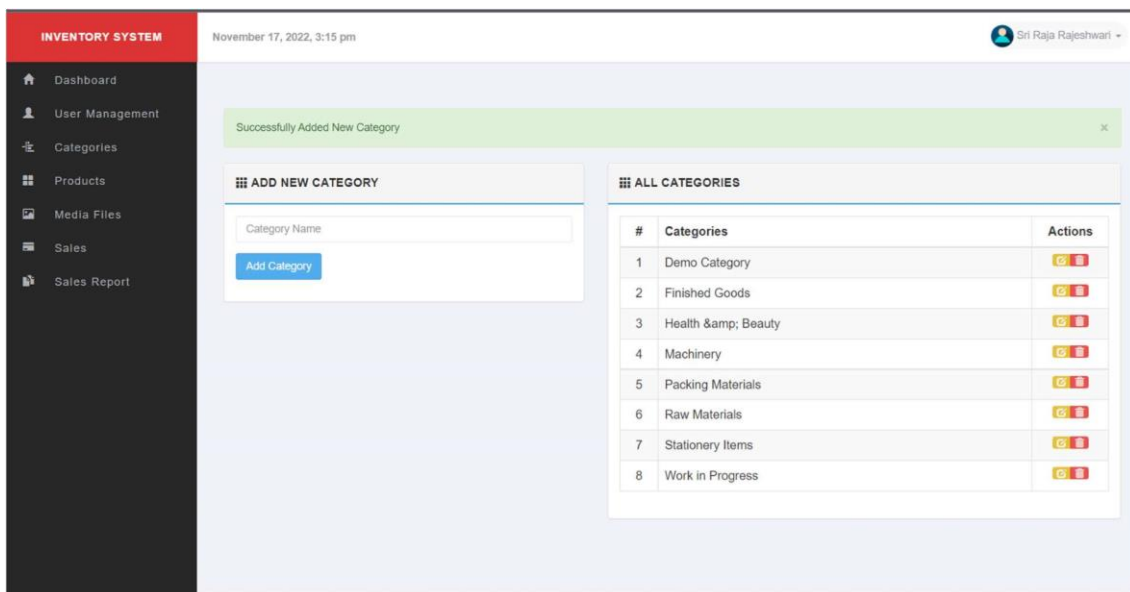 INVENTORY SYSTEM
November 17, 2022, 3:15 pm
Sri Raja Rajeshwari
Dashboard
User Management
Categories
Products
Media Files
Sales
Sales Report
Successfully Added New Category
×
ADD NEW CATEGORY
Category Name
Add Category
ALL CATEGORIES
# Categories Actions
1 Demo Category
2 Finished Goods
3 Health &amp; Beauty
4 Machinery
5 Packing Materials
6 Raw Materials
7 Stationery Items
8 Work in Progress